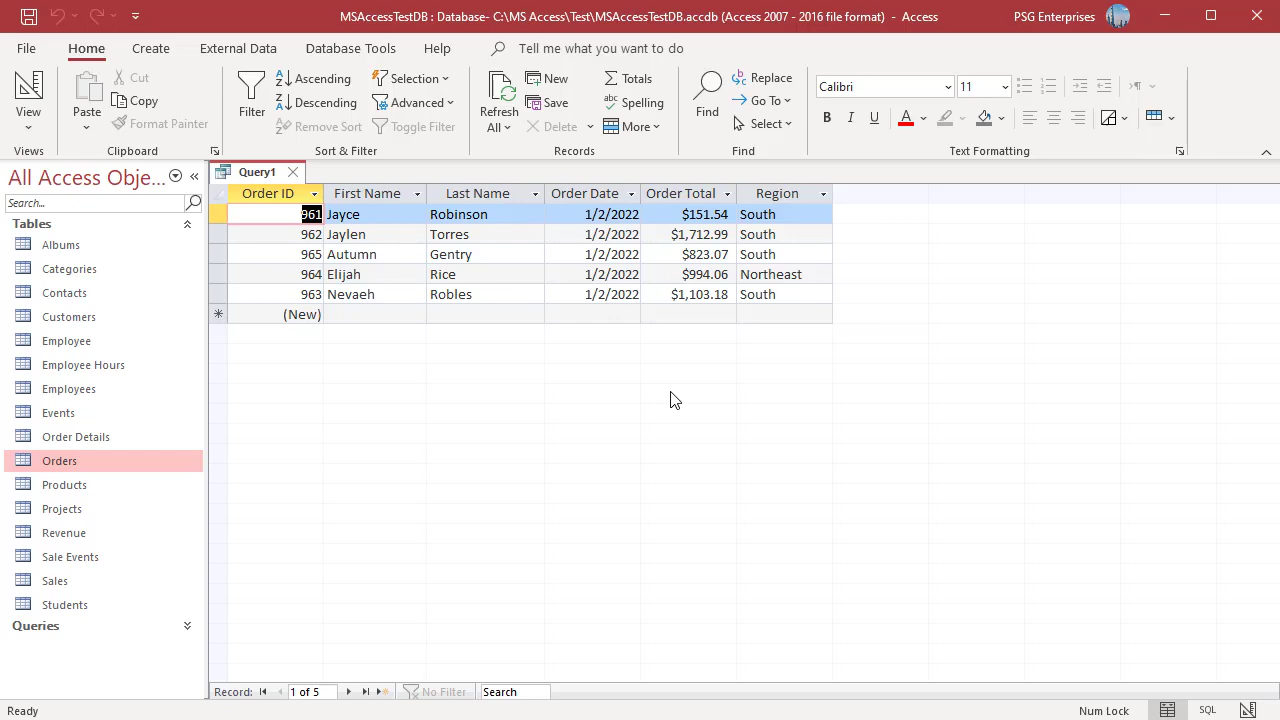 MSAccessTestDB : Database- C:\MS Access\Test\MSAccessTestDB.accdb (Access 2007 - 2016 file format) - Access
PSG Enterprises
File Home Create External Data Database Tools Help Tell me what you want to do
View
Views
Paste
Cut
Copy
Format Painter
Clipboard
Filter
Ascending
Descending
Remove Sort
Selection
Advanced
Toggle Filter
Sort & Filter
Refresh
All
New
Save
Delete
Totals
Spelling
More
Records
Find
Replace
Go To
Select
Find
Calibri 11
B I U A
Text Formatting
All Access Obje...
Search...
Tables
Albums
Categories
Contacts
Customers
Employee
Employee Hours
Employees
Events
Order Details
Orders
Products
Projects
Revenue
Sale Events
Sales
Students
Queries
Query1
Order ID First Name Last Name Order Date Order Total Region
961 Jayce Robinson 1/2/2022 $151.54 South
962 Jaylen Torres 1/2/2022 $1,712.99 South
965 Autumn Gentry 1/2/2022 $823.07 South
964 Elijah Rice 1/2/2022 $994.06 Northeast
963 Nevaeh Robles 1/2/2022 $1,103.18 South
(New)
Record: 1 of 5 No Filter Search
Ready Num Lock SQL